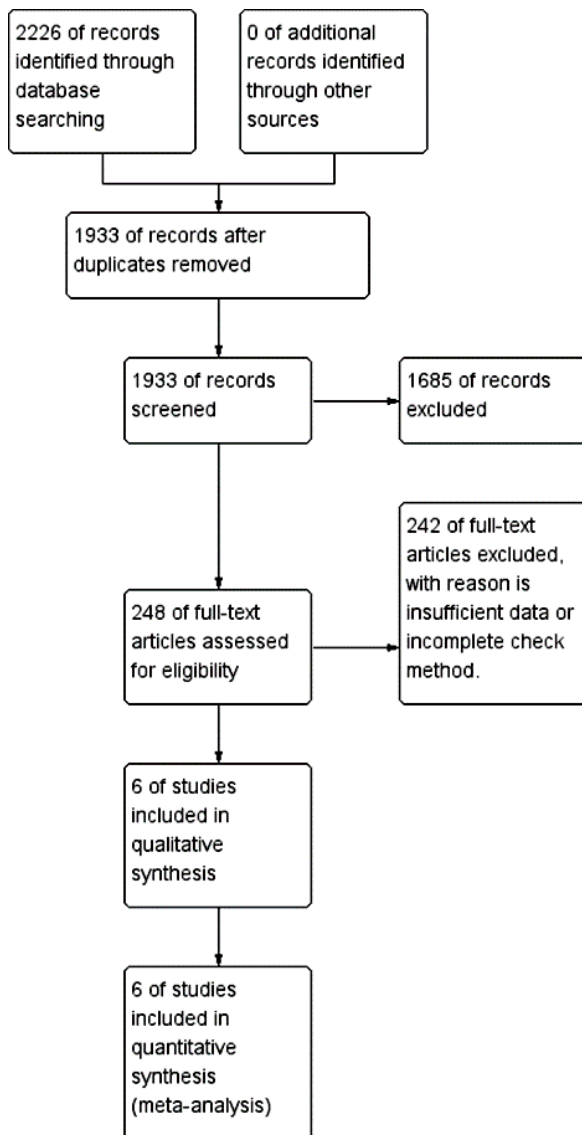 2226 of records
identified through
database
searching
0 of additional
records identified
through other
sources
1933 of records after
duplicates removed
1933 of records
screened
1685 of records
excluded
248 of full-text
articles assessed
for eligibility
242 of full-text
articles excluded,
with reason is
insufficient data or
incomplete check
method.
6 of studies
included in
qualitative
synthesis
6 of studies
included in
quantitative
synthesis
(meta-analysis)